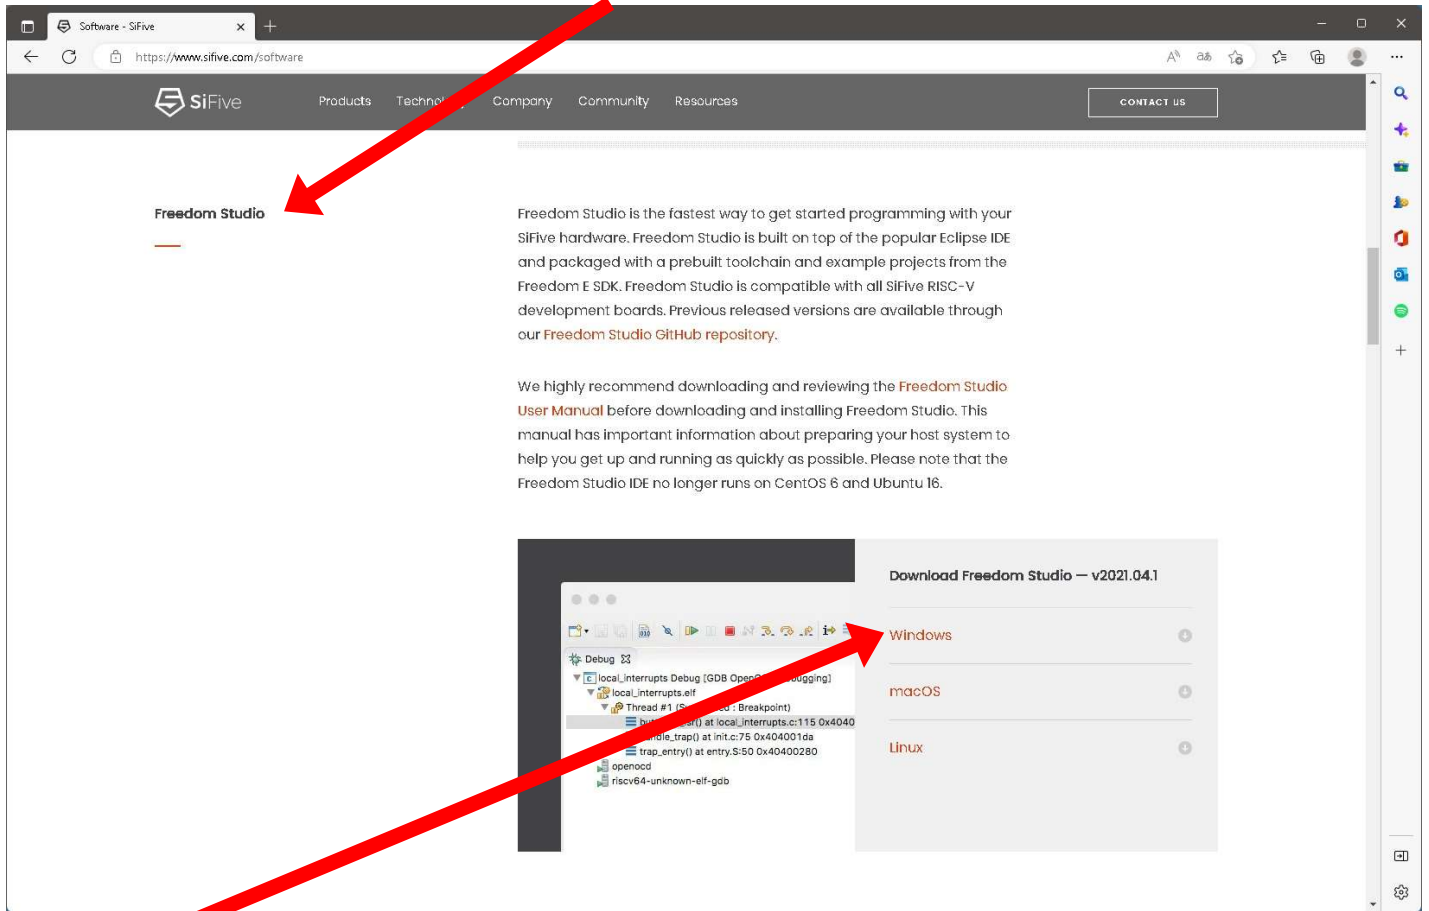 Software - SiFive
https://www.sifive.com/software
SiFive
Products
Company
Community
Resources
CONTACT US
Freedom Studio
Freedom Studio is the fastest way to get started programming with your
SiFive hardware. Freedom Studio is built on top of the popular Eclipse IDE
and packaged with a prebuilt toolchain and example projects from the
Freedom E SDK. Freedom Studio is compatible with all SiFive RISC-V
development boards. Previous released versions are available through
our Freedom Studio GitHub repository.
We highly recommend downloading and reviewing the Freedom Studio
User Manual before downloading and installing Freedom Studio. This
manual has important information about preparing your host system to
help you get up and running as quickly as possible. Please note that the
Freedom Studio IDE no longer runs on CentOS 6 and Ubuntu 16.
Debug
local_interrupts Debug [GDB
local_interrupts.elf
Thread #1 : Breakpoint)
at local_interrupts.c:115 0x4040
at init.c:75 0x404001da
trap_entry() at entry.S:50 0x40400280
openocd
riscv64-unknown-elf-gdb
Download Freedom Studio — v2021.04.1
Windows
macOS
Linux